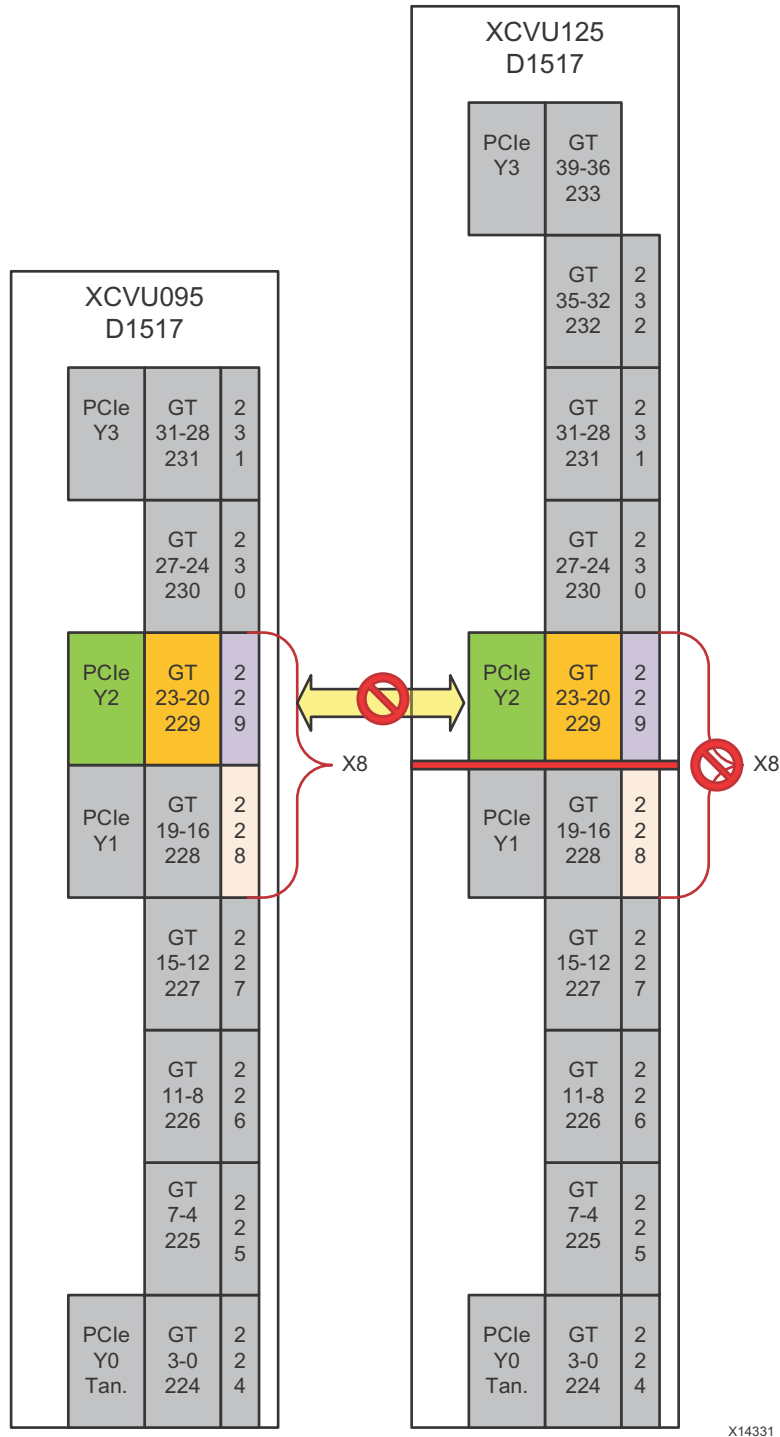 XCVU095
D1517
PCIe
Y3
GT
31-28
231
2
3
1
GT
27-24
230
2
3
0
PCIe
Y2
GT
23-20
229
2
2
9
PCIe
Y1
GT
19-16
228
2
2
8
X8
GT
15-12
227
2
2
7
GT
11-8
226
2
2
6
GT
7-4
225
2
2
5
PCIe
Y0
Tan.
GT
3-0
224
2
2
4
XCVU125
D1517
PCIe
Y3
GT
39-36
233
GT
35-32
232
2
3
2
GT
31-28
231
2
3
1
GT
27-24
230
2
3
0
PCIe
Y2
GT
23-20
229
2
2
9
PCIe
Y1
GT
19-16
228
2
2
8
X8
GT
15-12
227
2
2
7
GT
11-8
226
2
2
6
GT
7-4
225
2
2
5
PCIe
Y0
Tan.
GT
3-0
224
2
2
4
X14331